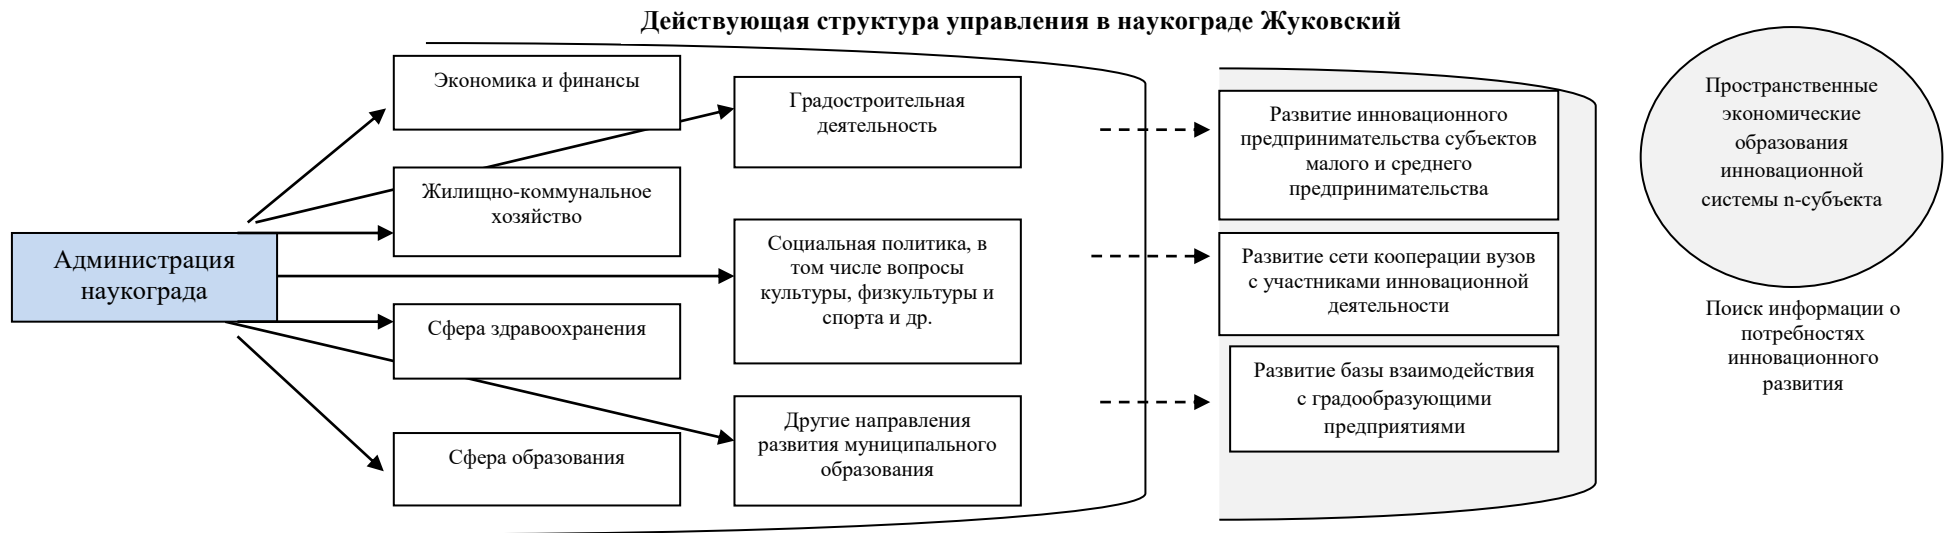 Действующая структура управления в наукограде Жуковский
Администрация
наукограда
Экономика и финансы
Жилищно-коммунальное
хозяйство
Сфера здравоохранения
Сфера образования
Градостроительная
деятельность
Социальная политика, в
том числе вопросы
культуры, физкультуры и
спорта и др.
Другие направления
развития муниципального
образования
Развитие инновационного
предпринимательства субъектов
малого и среднего
предпринимательства
Развитие сети кооперации вузов
с участниками инновационной
деятельности
Развитие базы взаимодействия
с градообразующими
предприятиями
Пространственные
экономические
образования
инновационной
системы n-субъекта
Поиск информации о
потребностях
инновационного
развития